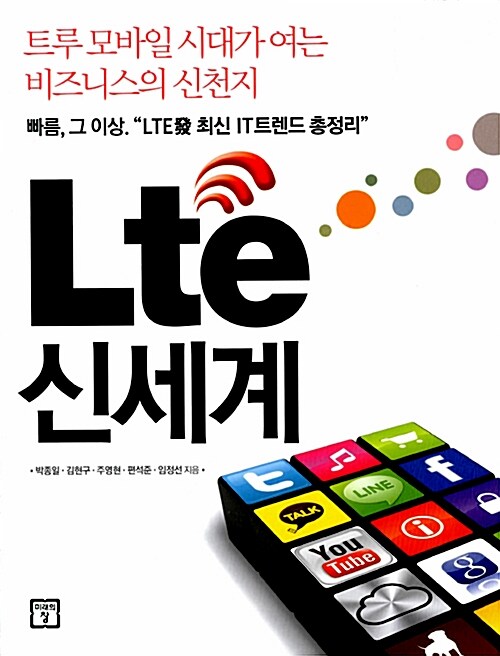 트루 모바일 시대가 여는
비즈니스의 신천지
빠름, 그 이상. “LTE發 최신 IT트렌드 총정리”
Lte
신세계
• 박종일 · 김현구 · 주영현 · 편석준 · 임정선 지음 •
LINE
TALK
You
Tube
g
미래의
창